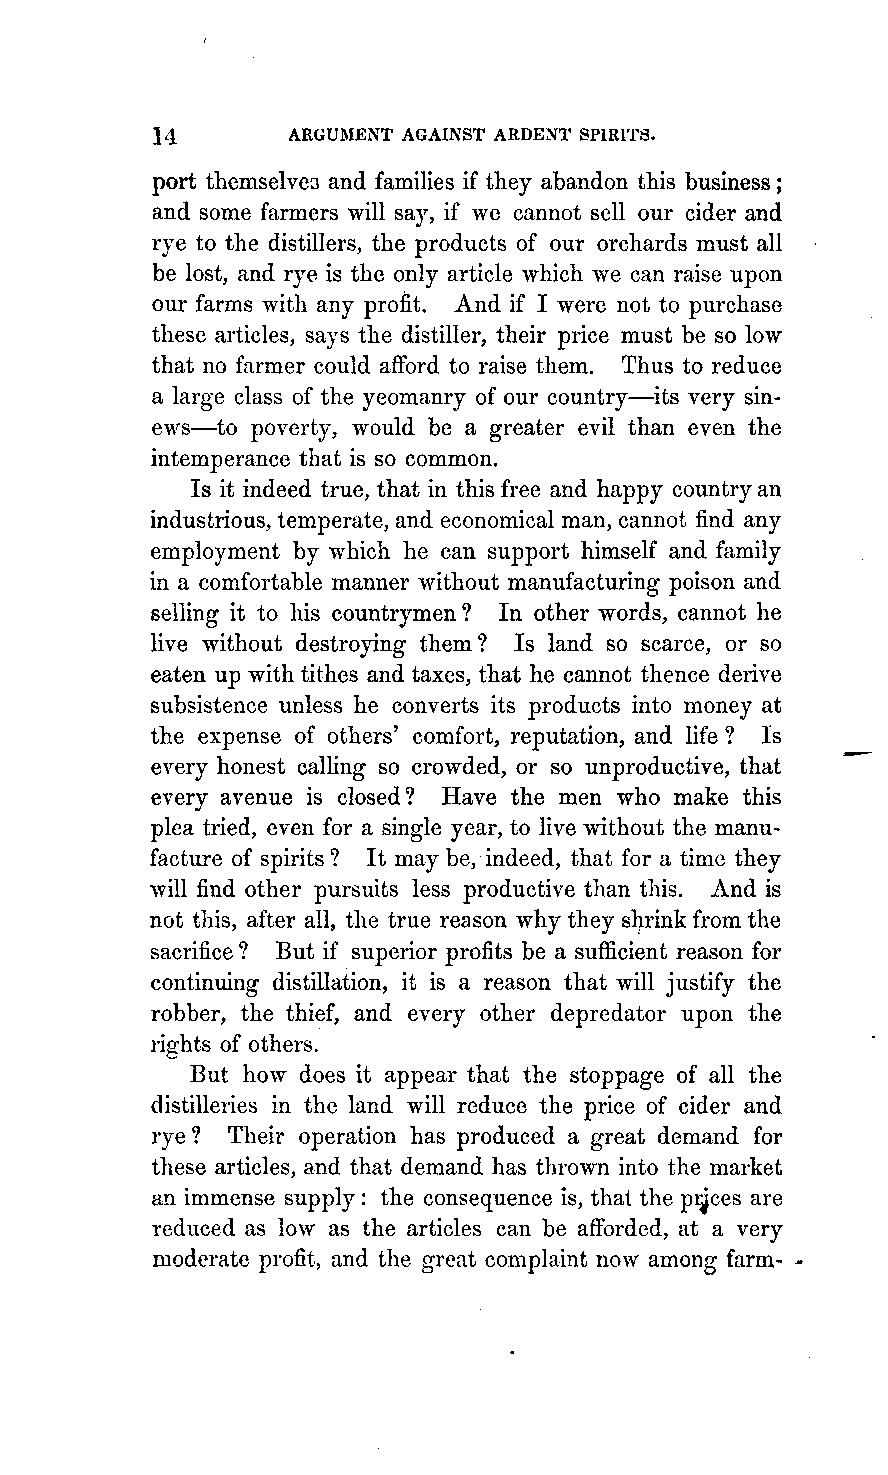 14 ARGUMENT AGAINST ARDENT SPIRITS.
port themselves and families if they abandon this business;
and some farmers will say, if we cannot sell our cider and
rye to the distillers, the products of our orchards must all
be lost, and rye is the only article which we can raise upon
our farms with any profit. And if I were not to purchase
these articles, says the distiller, their price must be so low
that no farmer could afford to raise them. Thus to reduce
a large class of the yeomanry of our country—its very sin-
ews—to poverty, would be a greater evil than even the
intemperance that is so common.
Is it indeed true, that in this free and happy country an
industrious, temperate, and economical man, cannot find any
employment by which he can support himself and family
in a comfortable manner without manufacturing poison and
selling it to his countrymen? In other words, cannot he
live without destroying them? Is land so scarce, or so
eaten up with tithes and taxes, that he cannot thence derive
subsistence unless he converts its products into money at
the expense of others' comfort, reputation, and life? Is
every honest calling so crowded, or so unproductive, that
every avenue is closed? Have the men who make this
plea tried, even for a single year, to live without the manu-
facture of spirits? It may be, indeed, that for a time they
will find other pursuits less productive than this. And is
not this, after all, the true reason why they shrink from the
sacrifice? But if superior profits be a sufficient reason for
continuing distillation, it is a reason that will justify the
robber, the thief, and every other depredator upon the
rights of others.
But how does it appear that the stoppage of all the
distilleries in the land will reduce the price of cider and
rye? Their operation has produced a great demand for
these articles, and that demand has thrown into the market
an immense supply: the consequence is, that the prices are
reduced as low as the articles can be afforded, at a very
moderate profit, and the great complaint now among farm-